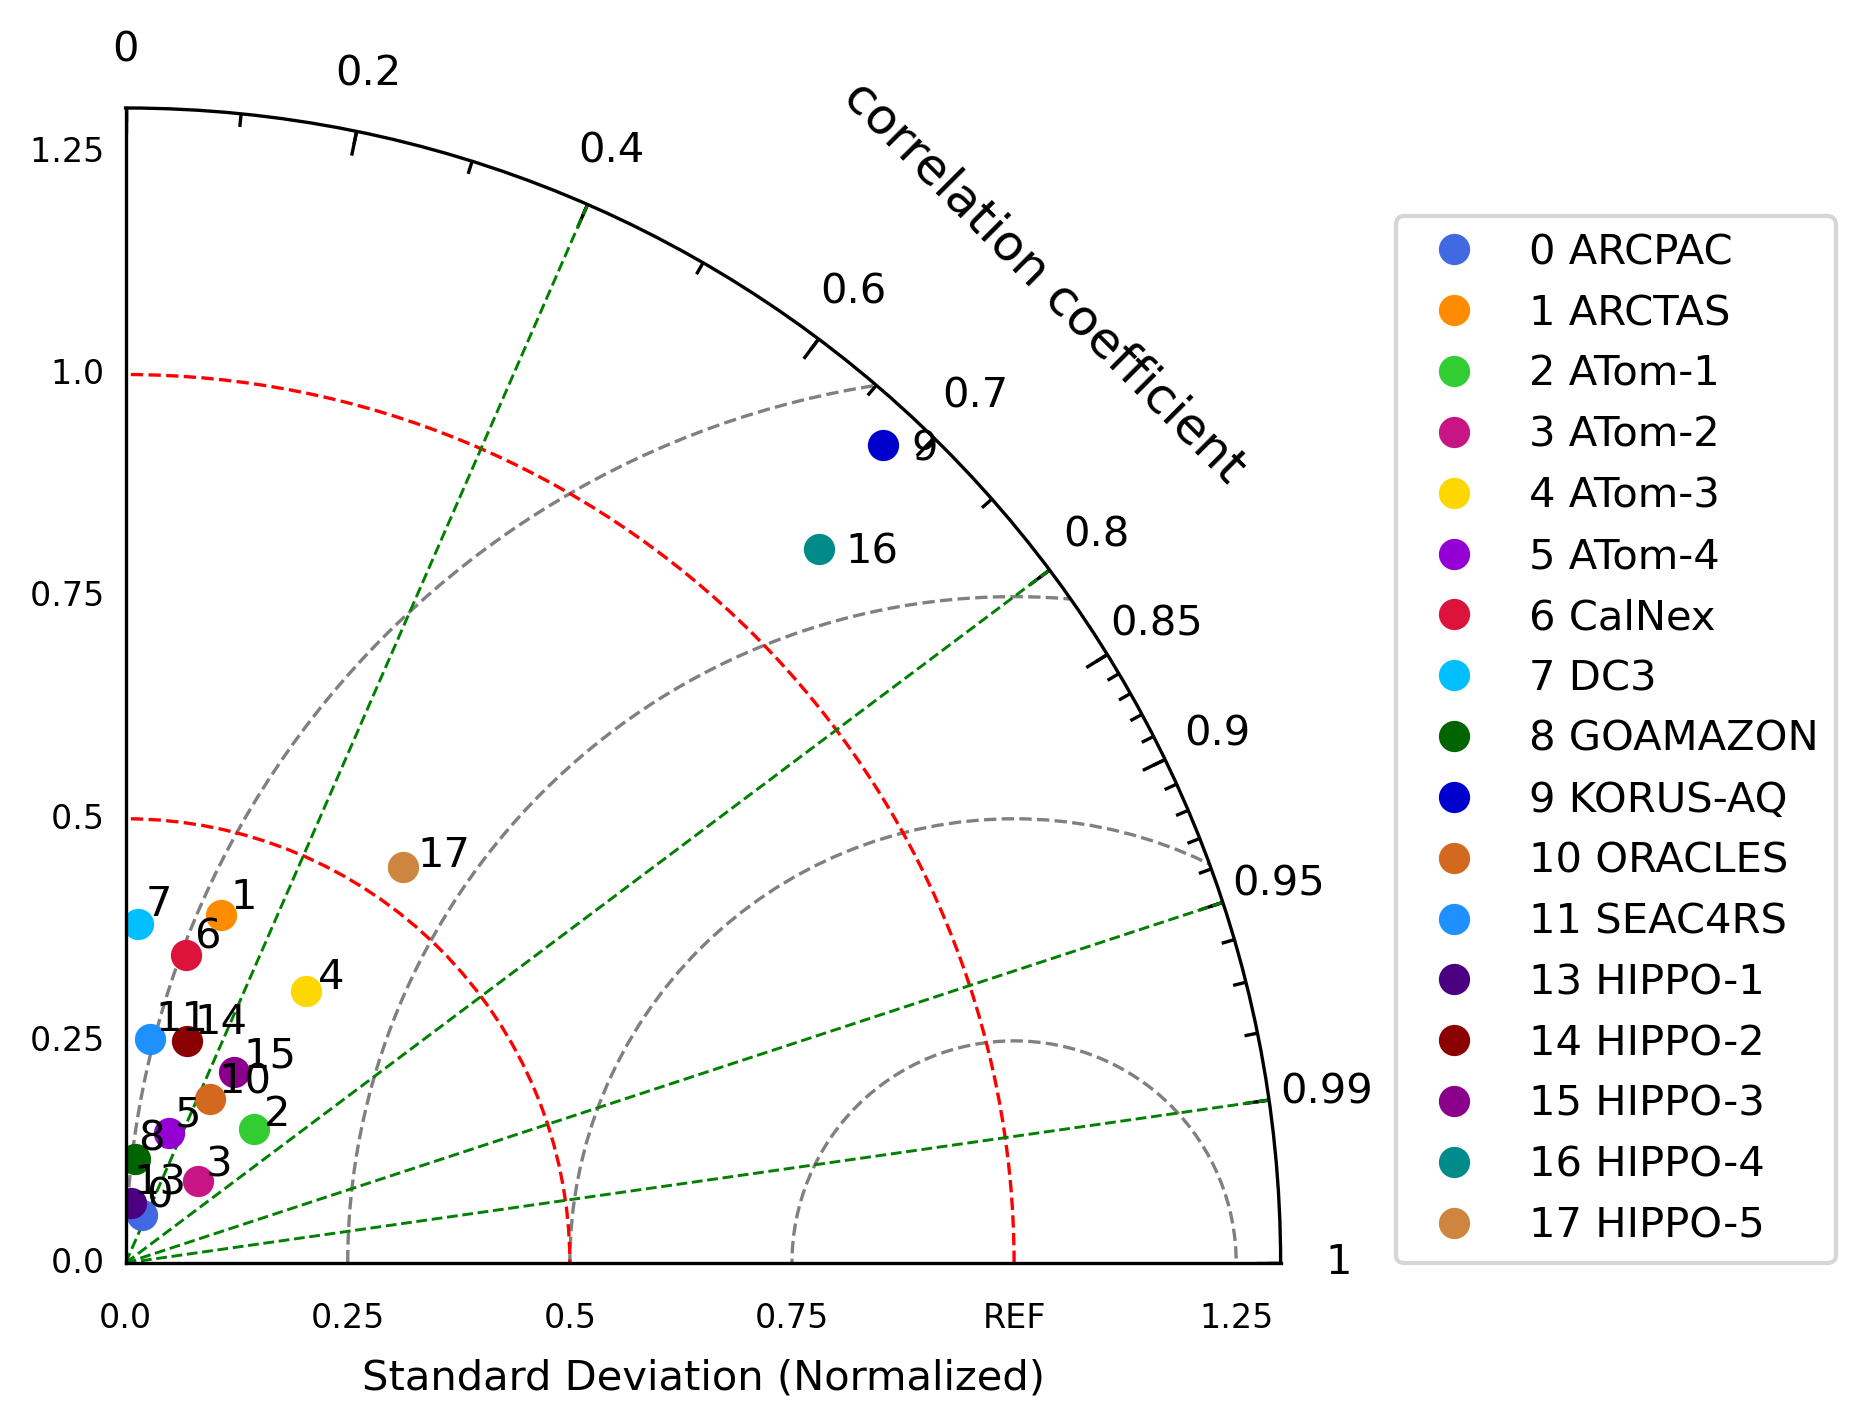 0
0.2
0.4
0.6
0.7
0.8
0.85
0.9
0.95
0.99
1
correlation coefficient
1.25
1.0
0.75
0.5
0.25
0.0
0.0
0.25
0.5
0.75
REF
1.25
Standard Deviation (Normalized)
9
16
17
7
1
6
4
11
14
15
10
5
2
8
3
13
0
0 ARCPAC
1 ARCTAS
2 ATom-1
3 ATom-2
4 ATom-3
5 ATom-4
6 CalNex
7 DC3
8 GOAMAZON
9 KORUS-AQ
10 ORACLES
11 SEAC4RS
13 HIPPO-1
14 HIPPO-2
15 HIPPO-3
16 HIPPO-4
17 HIPPO-5